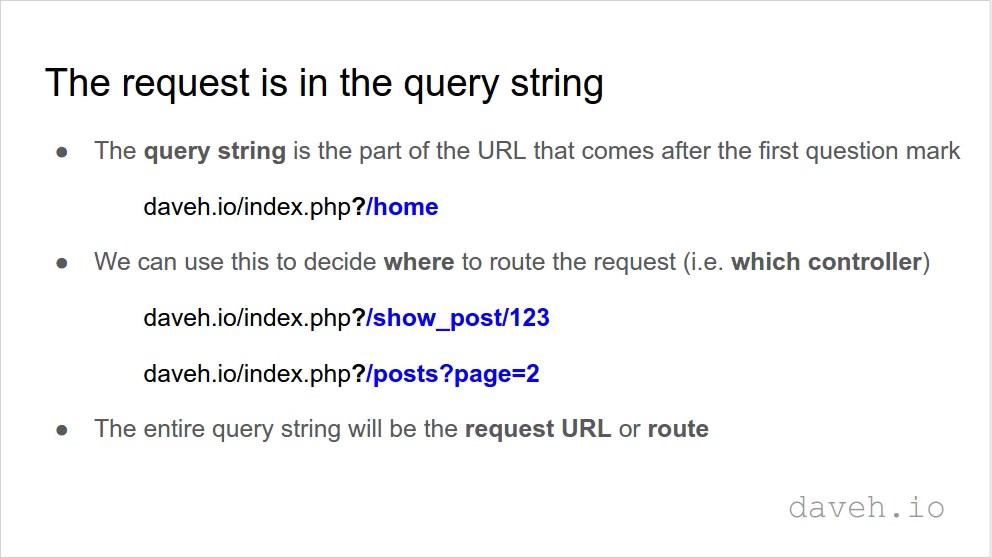 The request is in the query string
● The query string is the part of the URL that comes after the first question mark
daveh.io/index.php?/home
● We can use this to decide where to route the request (i.e. which controller)
daveh.io/index.php?/show_post/123
daveh.io/index.php?/posts?page=2
● The entire query string will be the request URL or route
daveh.io